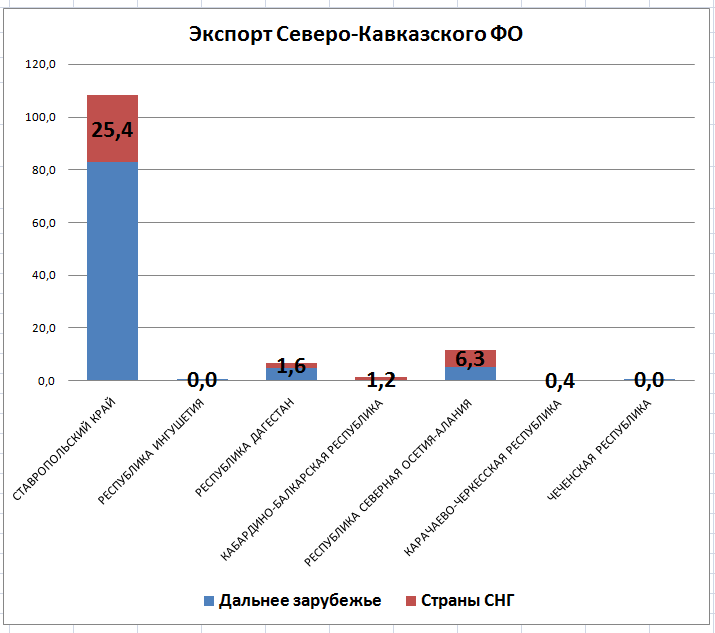 Экспорт Северо-Кавказского ФО
120,0
100,0
80,0
60,0
40,0
20,0
0,0
25,4
0,0
1,6
1,2
6,3
0,4
0,0
СТАВРОПОЛЬСКИЙ КРАЙ
РЕСПУБЛИКА ИНГУШЕТИЯ
РЕСПУБЛИКА ДАГЕСТАН
КАБАРДИНО-БАЛКАРСКАЯ РЕСПУБЛИКА
РЕСПУБЛИКА СЕВЕРНАЯ ОСЕТИЯ-АЛАНИЯ
КАРАЧАЕВО-ЧЕРКЕССКАЯ РЕСПУБЛИКА
ЧЕЧЕНСКАЯ РЕСПУБЛИКА
Дальнее зарубежье Страны СНГ